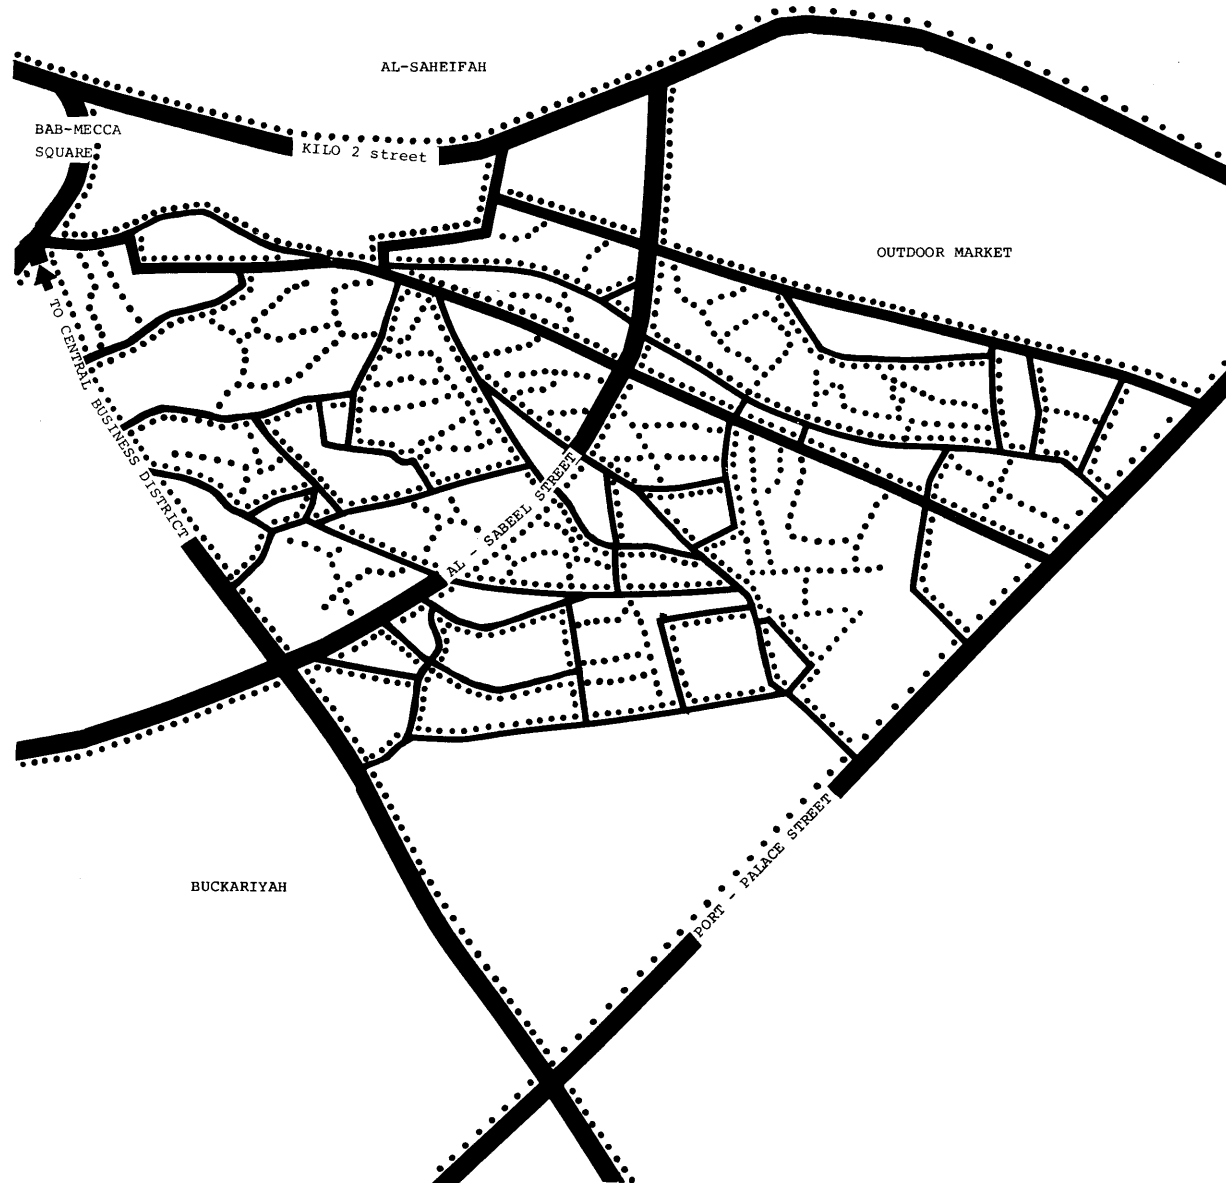 AL-SAHEIFAH
BAB-MECCA
SQUARE
KILO 2 street
OUTDOOR MARKET
TO CENTRAL BUSINESS DISTRICT
AL - SABEEL STREET
PORT - PALACE STREET
BUCKARIYAH